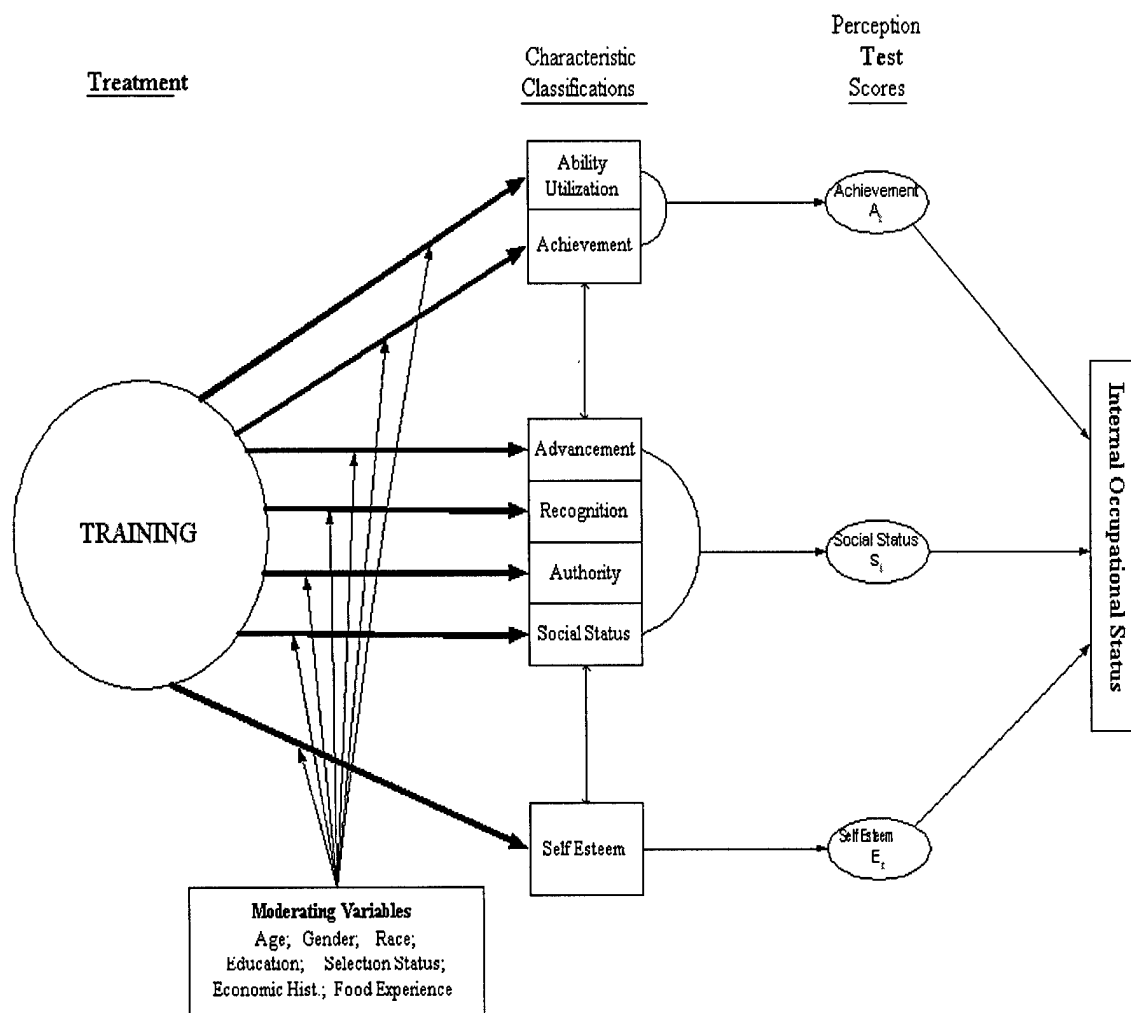 Perception
Test
Scores
Characteristic
Classifications
Treatment
Ability
Utilization
Achievement
Achievement
A
Advancement
Recognition
Authority
Social Status
TRAINING
Social Status
S
Internal Occupational Status
Self Esteem
Self Esteem
E
Moderating Variables
Age; Gender; Race;
Education; Selection Status;
Economic Hist.; Food Experience